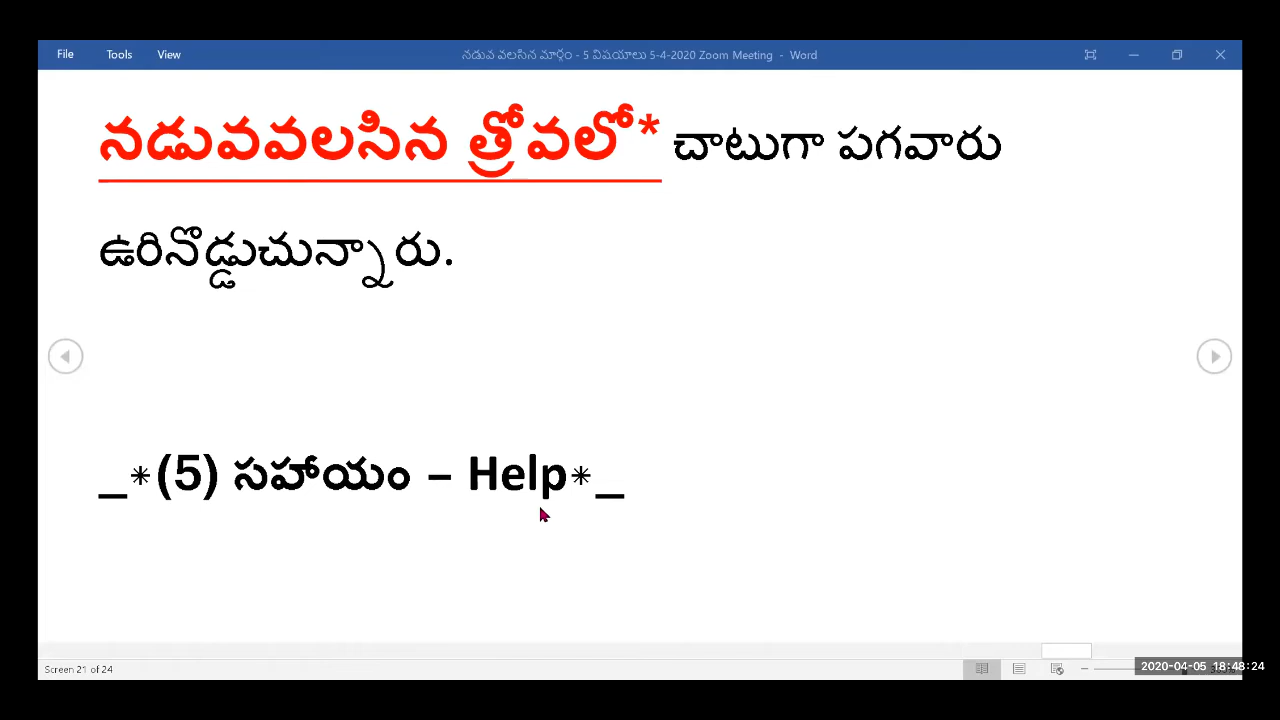 File Tools View నడువ వలసిన మార్గం - 5 విషయాలు 5-4-2020 Zoom Meeting - Word
నడువవలసిన త్రోవలో* చాటుగా పగవారు
ఉరినొడ్డుచున్నారు.
_*(5) సహాయం – Help*_
Screen 21 of 24
2020-04-05 18:48:24